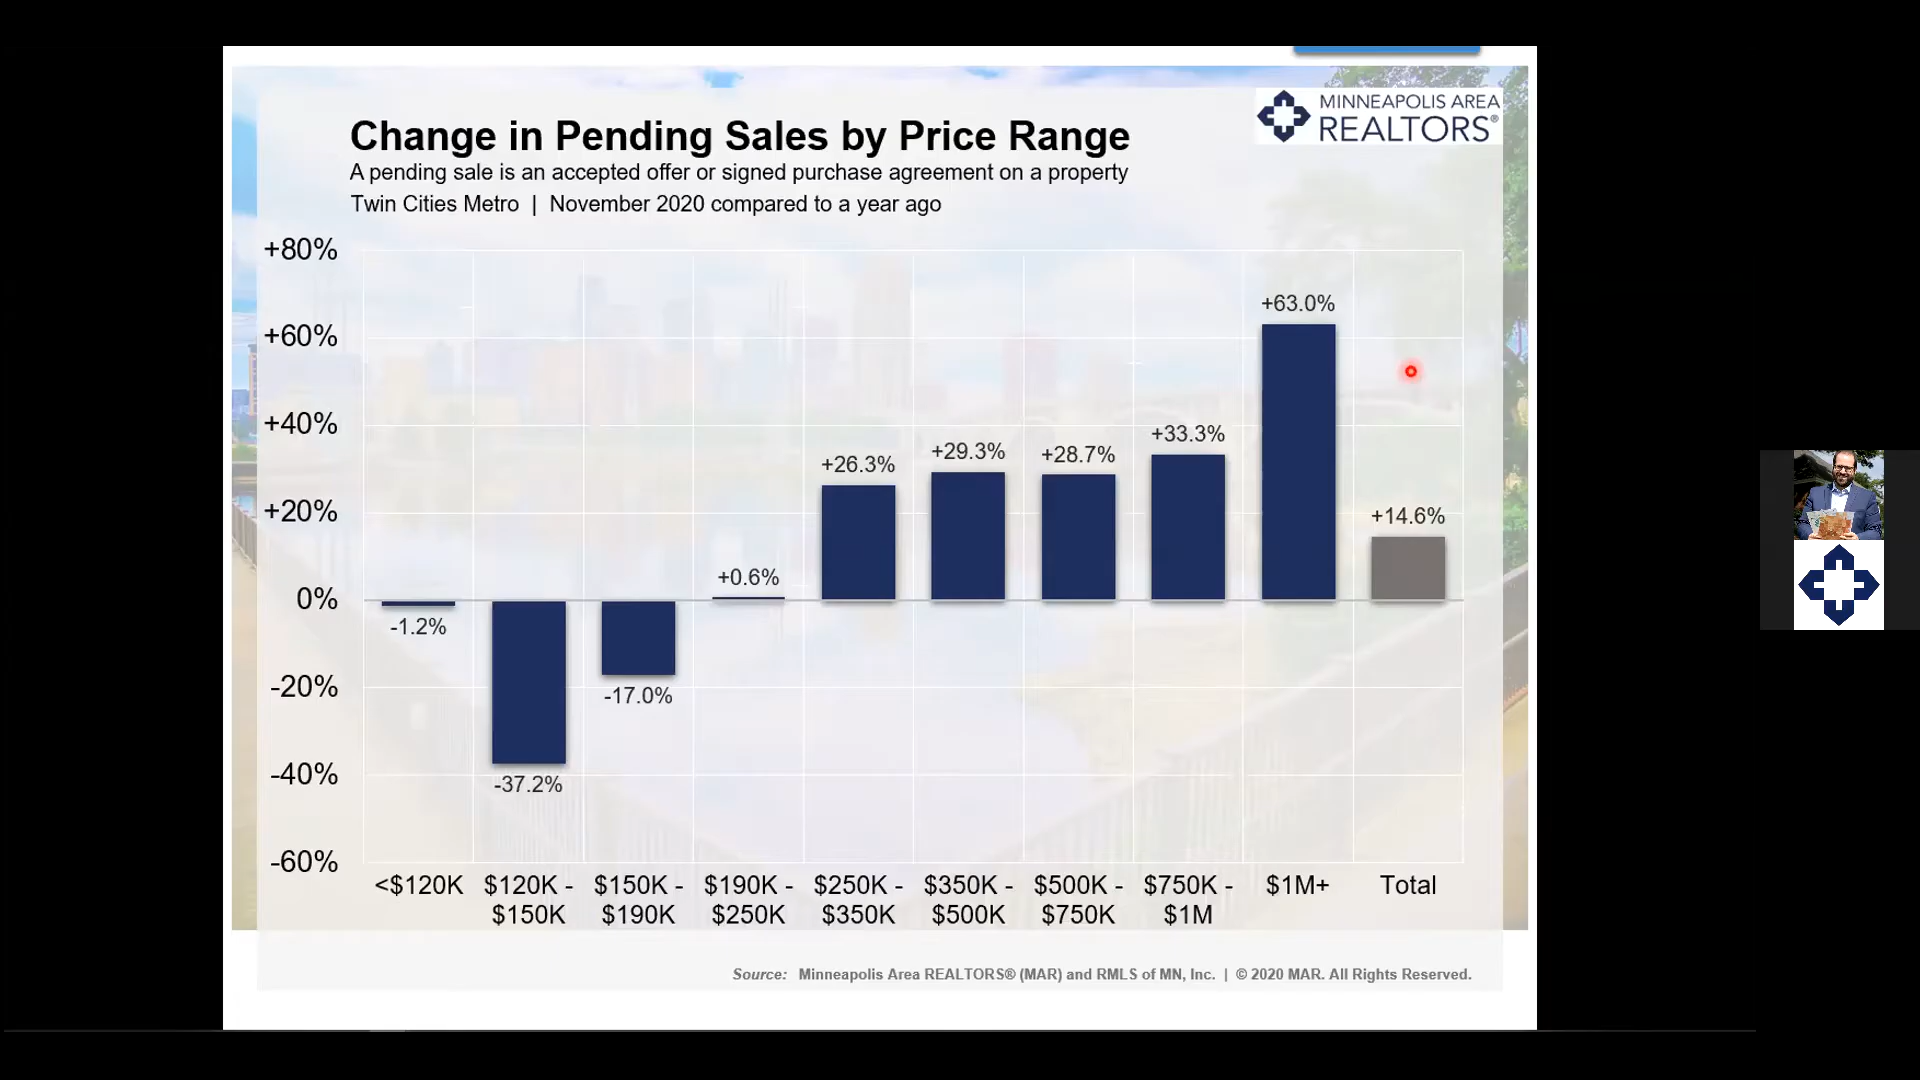 MINNEAPOLIS AREA
REALTORS®
Change in Pending Sales by Price Range
A pending sale is an accepted offer or signed purchase agreement on a property
Twin Cities Metro | November 2020 compared to a year ago
+80%
+60%
+40%
+20%
0%
-20%
-40%
-60%
-1.2%
-37.2%
-17.0%
+0.6%
+26.3%
+29.3%
+28.7%
+33.3%
+63.0%
+14.6%
<$120K
$120K -
$150K
$150K -
$190K
$190K -
$250K
$250K -
$350K
$350K -
$500K
$500K -
$750K
$750K -
$1M
$1M+
Total
Source: Minneapolis Area REALTORS® (MAR) and RMLS of MN, Inc. | © 2020 MAR. All Rights Reserved.